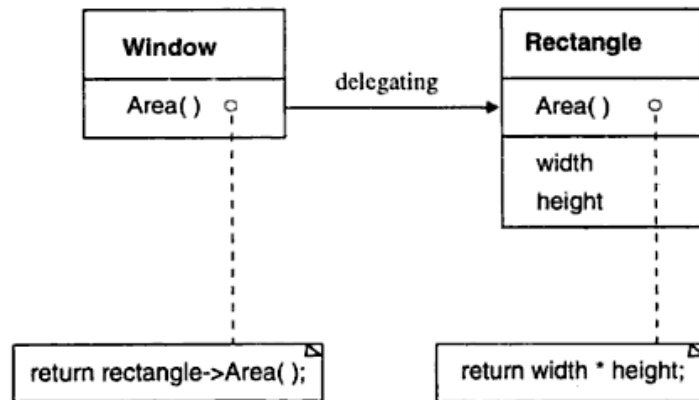 Window
Area( )
delegating
Rectangle
Area( )
width
height
return rectangle->Area( );
return width * height;